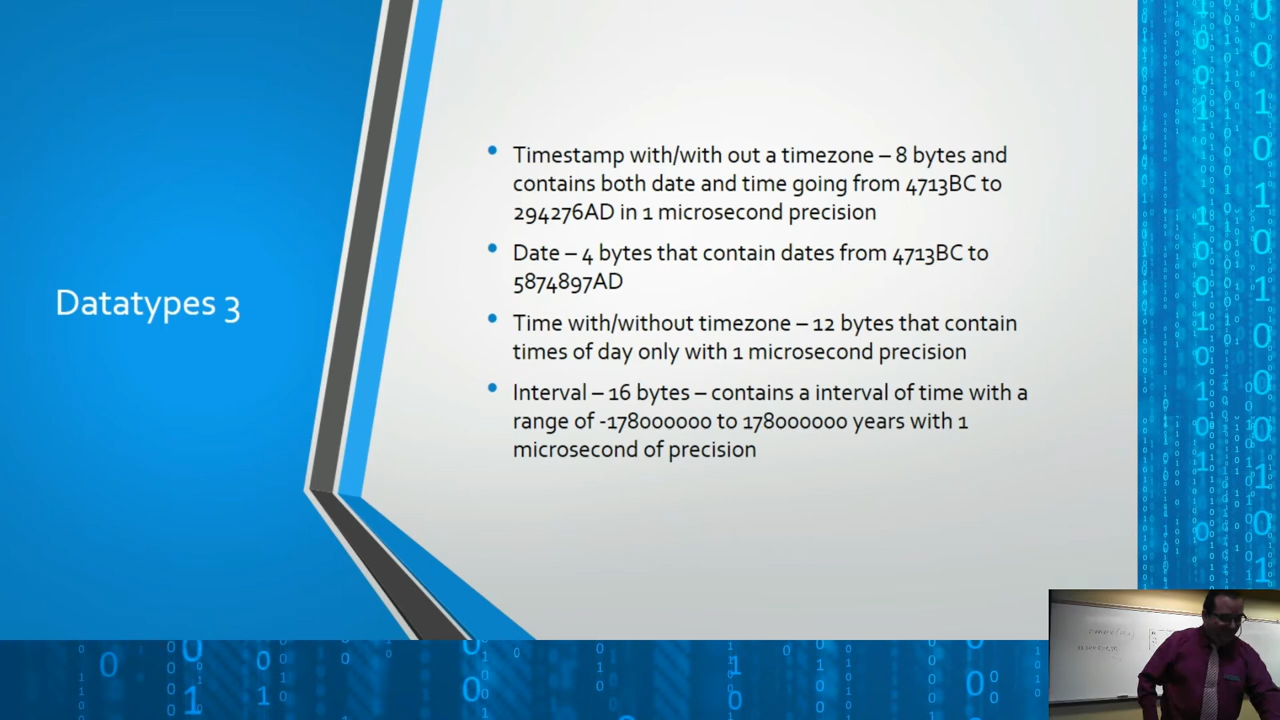 Datatypes 3
• Timestamp with/with out a timezone – 8 bytes and
contains both date and time going from 4713BC to
294276AD in 1 microsecond precision
• Date – 4 bytes that contain dates from 4713BC to
5874897AD
• Time with/without timezone – 12 bytes that contain
times of day only with 1 microsecond precision
• Interval – 16 bytes – contains a interval of time with a
range of -178000000 to 178000000 years with 1
microsecond of precision